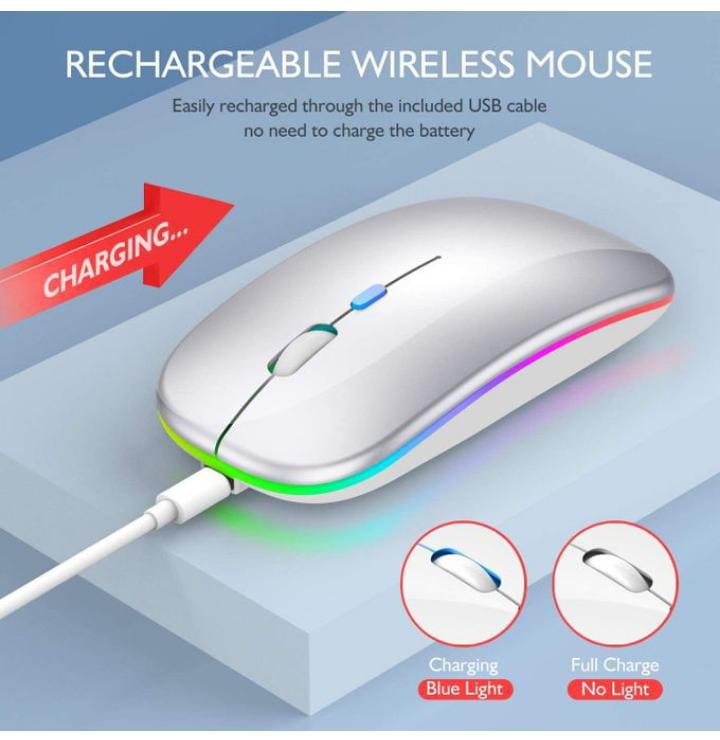 RECHARGEABLE WIRELESS MOUSE
Easily recharged through the included USB cable
no need to charge the battery
CHARGING...
Charging
Blue Light
Full Charge
No Light